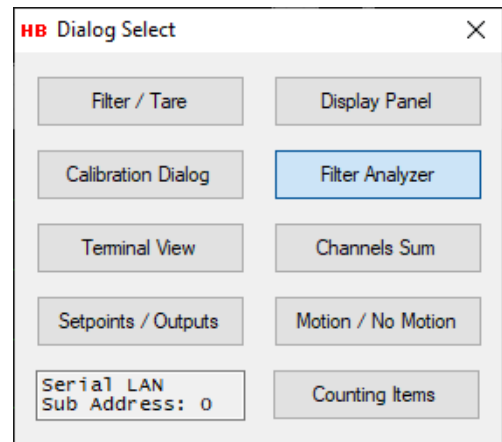 HB Dialog Select
Filter / Tare
Display Panel
Calibration Dialog
Filter Analyzer
Terminal View
Channels Sum
Setpoints / Outputs
Motion / No Motion
Serial LAN
Sub Address: 0
Counting Items